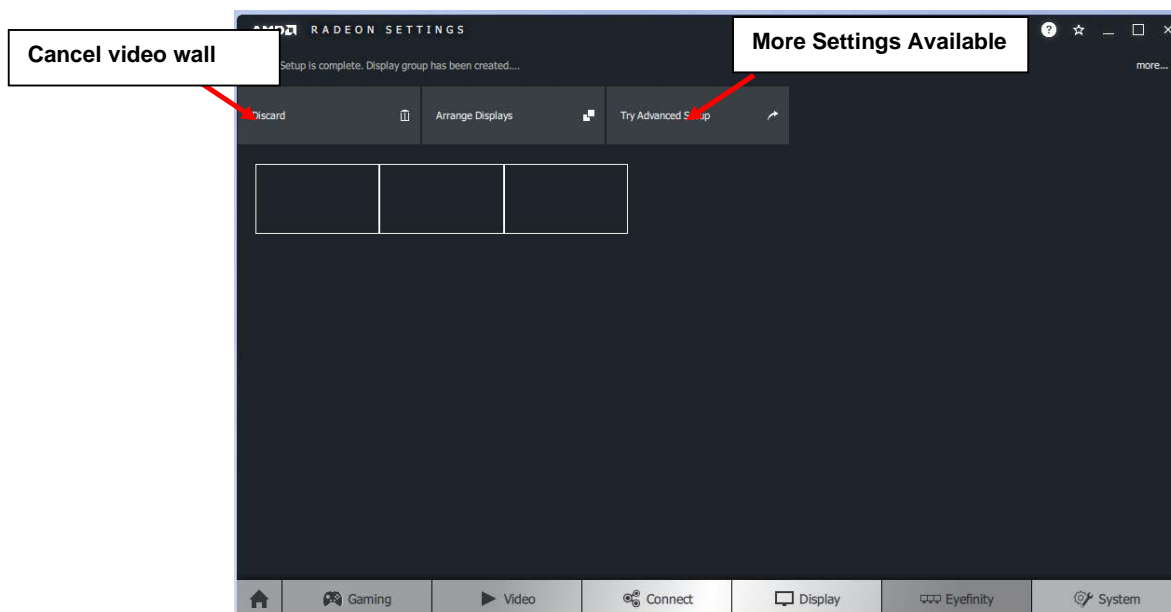 AMD RADEON SETTINGS
Cancel video wall
More Settings Available
Setup is complete. Display group has been created....
more...
Discard
Arrange Displays
Try Advanced Setup
Gaming
Video
Connect
Display
Eyefinity
System